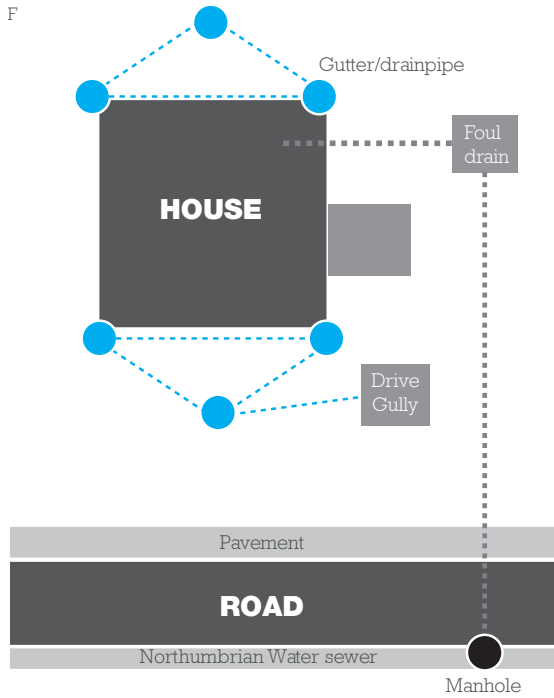 F
Gutter/drainpipe
Foul
drain
HOUSE
Drive
Gully
Pavement
ROAD
Northumbrian Water sewer
Manhole